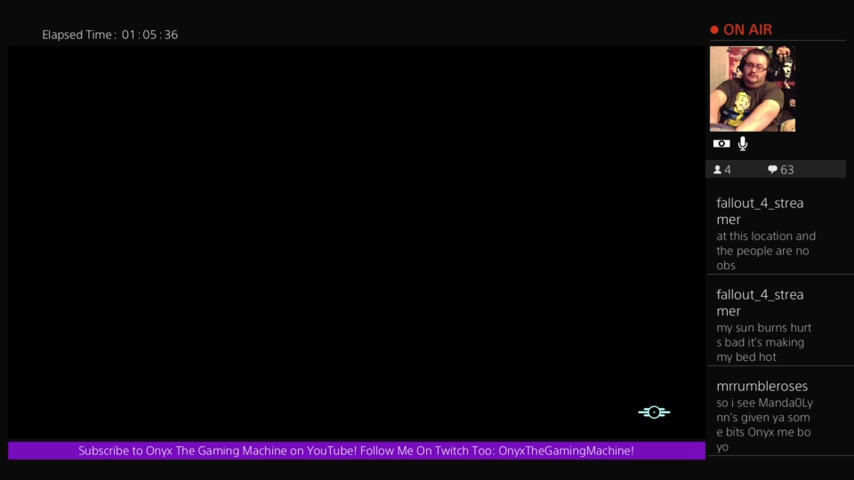 Elapsed Time: 01:05:36
ON AIR
4 63
fallout_4_strea
mer
at this location and
the people are no
obs
fallout_4_strea
mer
my sun burns hurt
s bad it's making
my bed hot
mrrumbleroses
so i see Manda0Ly
nn's given ya som
e bits Onyx me bo
yo
Subscribe to Onyx The Gaming Machine on YouTube! Follow Me On Twitch Too: OnyxTheGamingMachine!